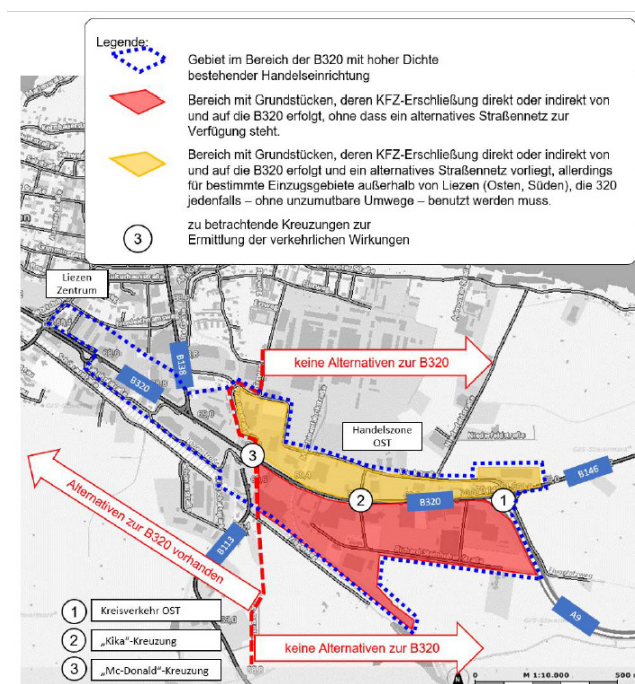 Legende:
Gebiet im Bereich der B320 mit hoher Dichte
bestehender Handelseinrichtung
Bereich mit Grundstücken, deren KFZ-Erschließung direkt oder indirekt von
und auf die B320 erfolgt, ohne dass ein alternatives Straßennetz zur
Verfügung steht.
Bereich mit Grundstücken, deren KFZ-Erschließung direkt oder indirekt von
und auf die B320 erfolgt und ein alternatives Straßennetz vorliegt, allerdings
für bestimmte Einzugsgebiete außerhalb von Liezen (Osten, Süden), die 320
jedenfalls – ohne unzumutbare Umwege – benutzt werden muss.
3
zu betrachtende Kreuzungen zur
Ermittlung der verkehrlichen Wirkungen
Liezen
Zentrum
B320
B138
keine Alternativen zur B320
Handelszone
OST
3
2
B320
1
B146
Alternativen zur B320 vorhanden
B113
A9
keine Alternativen zur B320
1 Kreisverkehr OST
2 „Kika“-Kreuzung
3 „Mc-Donald“-Kreuzung
0 M 1:10.000 500